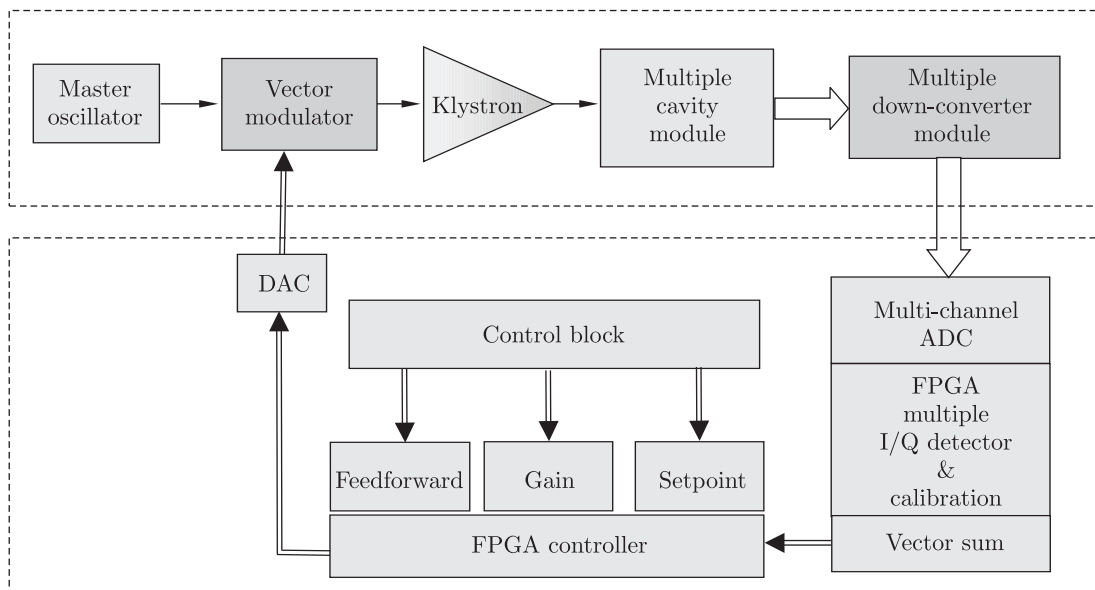 Master
oscillator
Vector
modulator
Klystron
Multiple
cavity
module
Multiple
down-converter
module
DAC
Control block
Feedforward
Gain
Setpoint
FPGA controller
Multi-channel
ADC
FPGA
multiple
I/Q detector
&
calibration
Vector sum